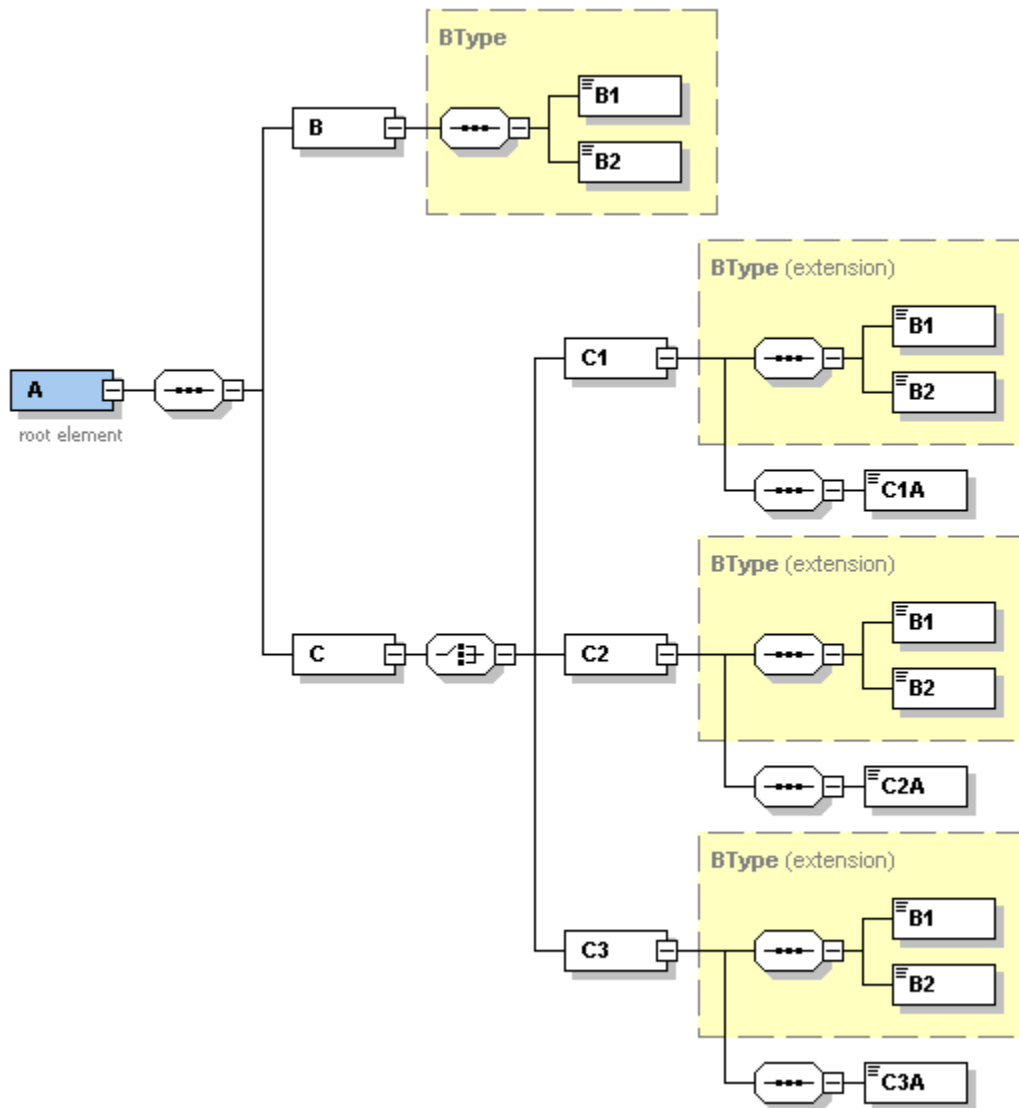 BType
B1
B
B2
BType (extension)
B1
C1
B2
A
root element
C1A
BType (extension)
B1
C
C2
B2
C2A
BType (extension)
B1
C3
B2
C3A